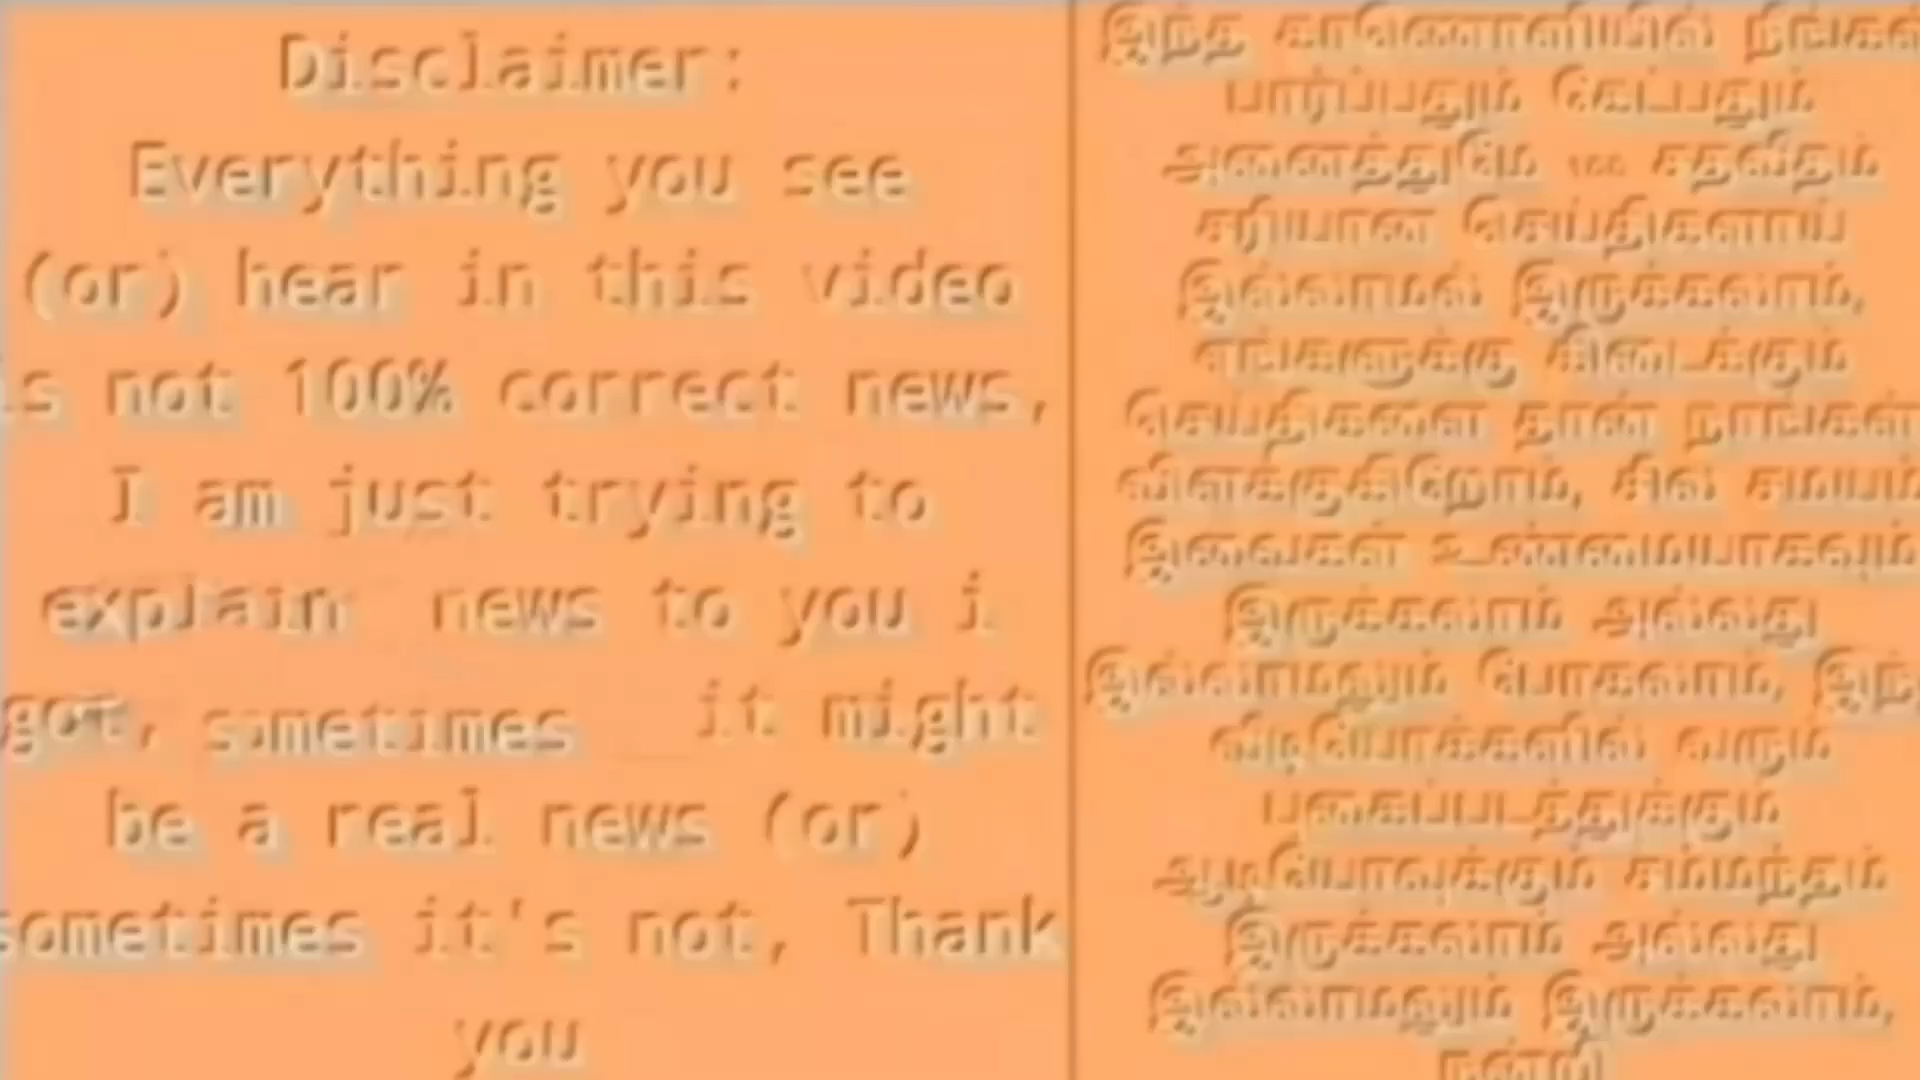 Disclaimer:
Everything you see
(or) hear in this video
is not 100% correct news,
I am just trying to
explain news to you i
got, sometimes it might
be a real news (or)
sometimes it's not, Thank
you
இந்த காணொளியில் நீங்கள்
பார்ப்பதும் கேட்பதும்
அனைத்துமே 100 சதவீதம்
சரியான செய்திகளாய்
இல்லாமல் இருக்கலாம்,
எங்களுக்கு கிடைக்கும்
செய்திகளை தான் நாங்கள்
விளக்குகிறோம், சில சமயம்
இவைகள் உண்மையாகவும்
இருக்கலாம் அல்லது
இல்லாமலும் போகலாம், இந்த
வீடியோக்களில் வரும்
புகைப்படத்துக்கும்
ஆடியோவுக்கும் சம்மந்தம்
இருக்கலாம் அல்லது
இல்லாமலும் இருக்கலாம்,
நன்றி